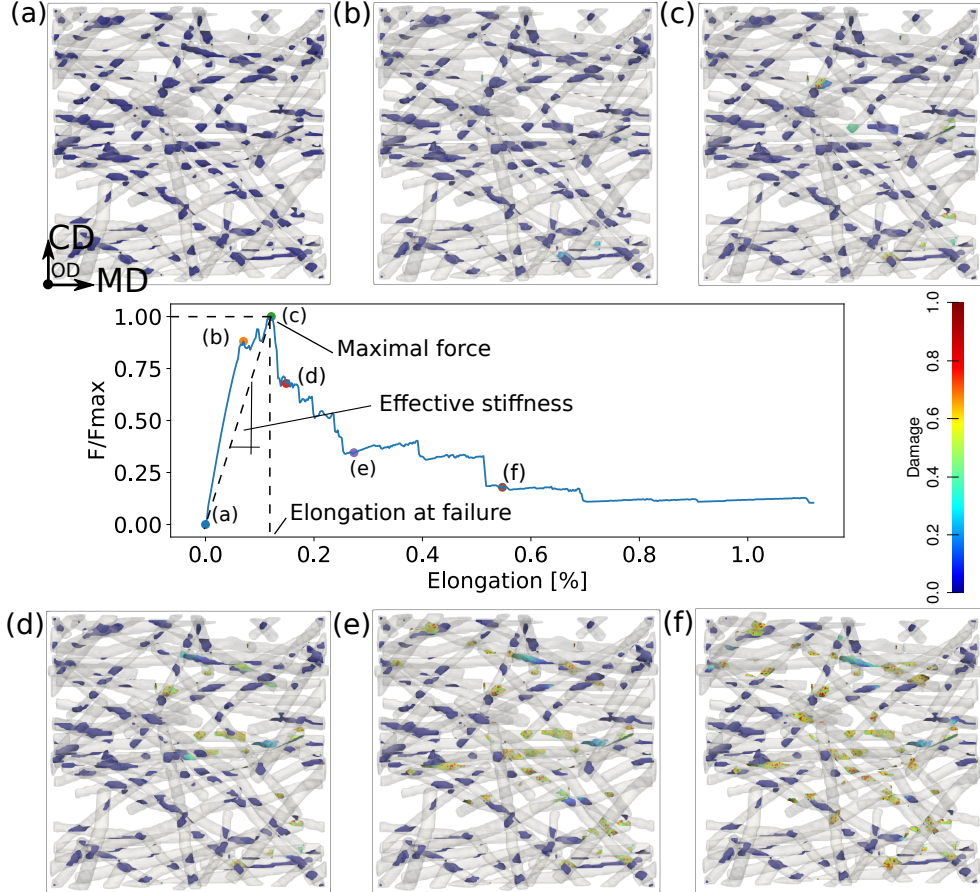 (a)
(b)
(c)
CD
OD
MD
1.00
0.75
0.50
0.25
0.00
F/Fmax
(a)
(b)
(c)
(d)
(e)
(f)
Maximal force
Effective stiffness
Elongation at failure
0.0
0.2
0.4
0.6
0.8
1.0
Elongation [%]
1.0
0.8
0.6
0.4
0.2
0.0
Damage
(d)
(e)
(f)